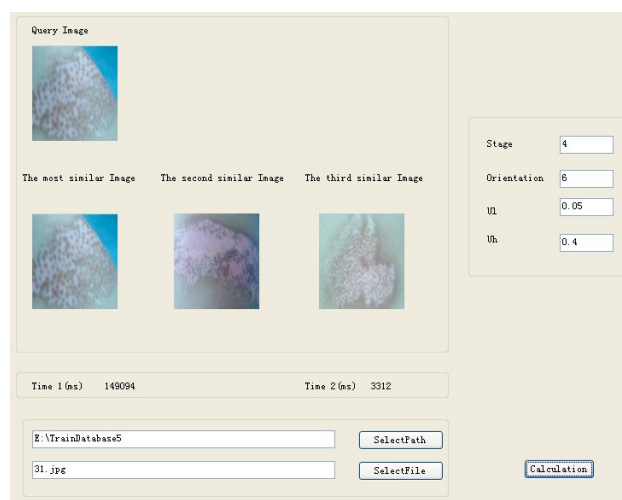 Query Image
The most similar Image The second similar Image The third similar Image
Stage 4
Orientation 6
Ul 0.05
Uh 0.4
Time 1(ms) 149094 Time 2(ms) 3312
E:\TrainDatabase5 SelectPath
31.jpg SelectFile
Calculation